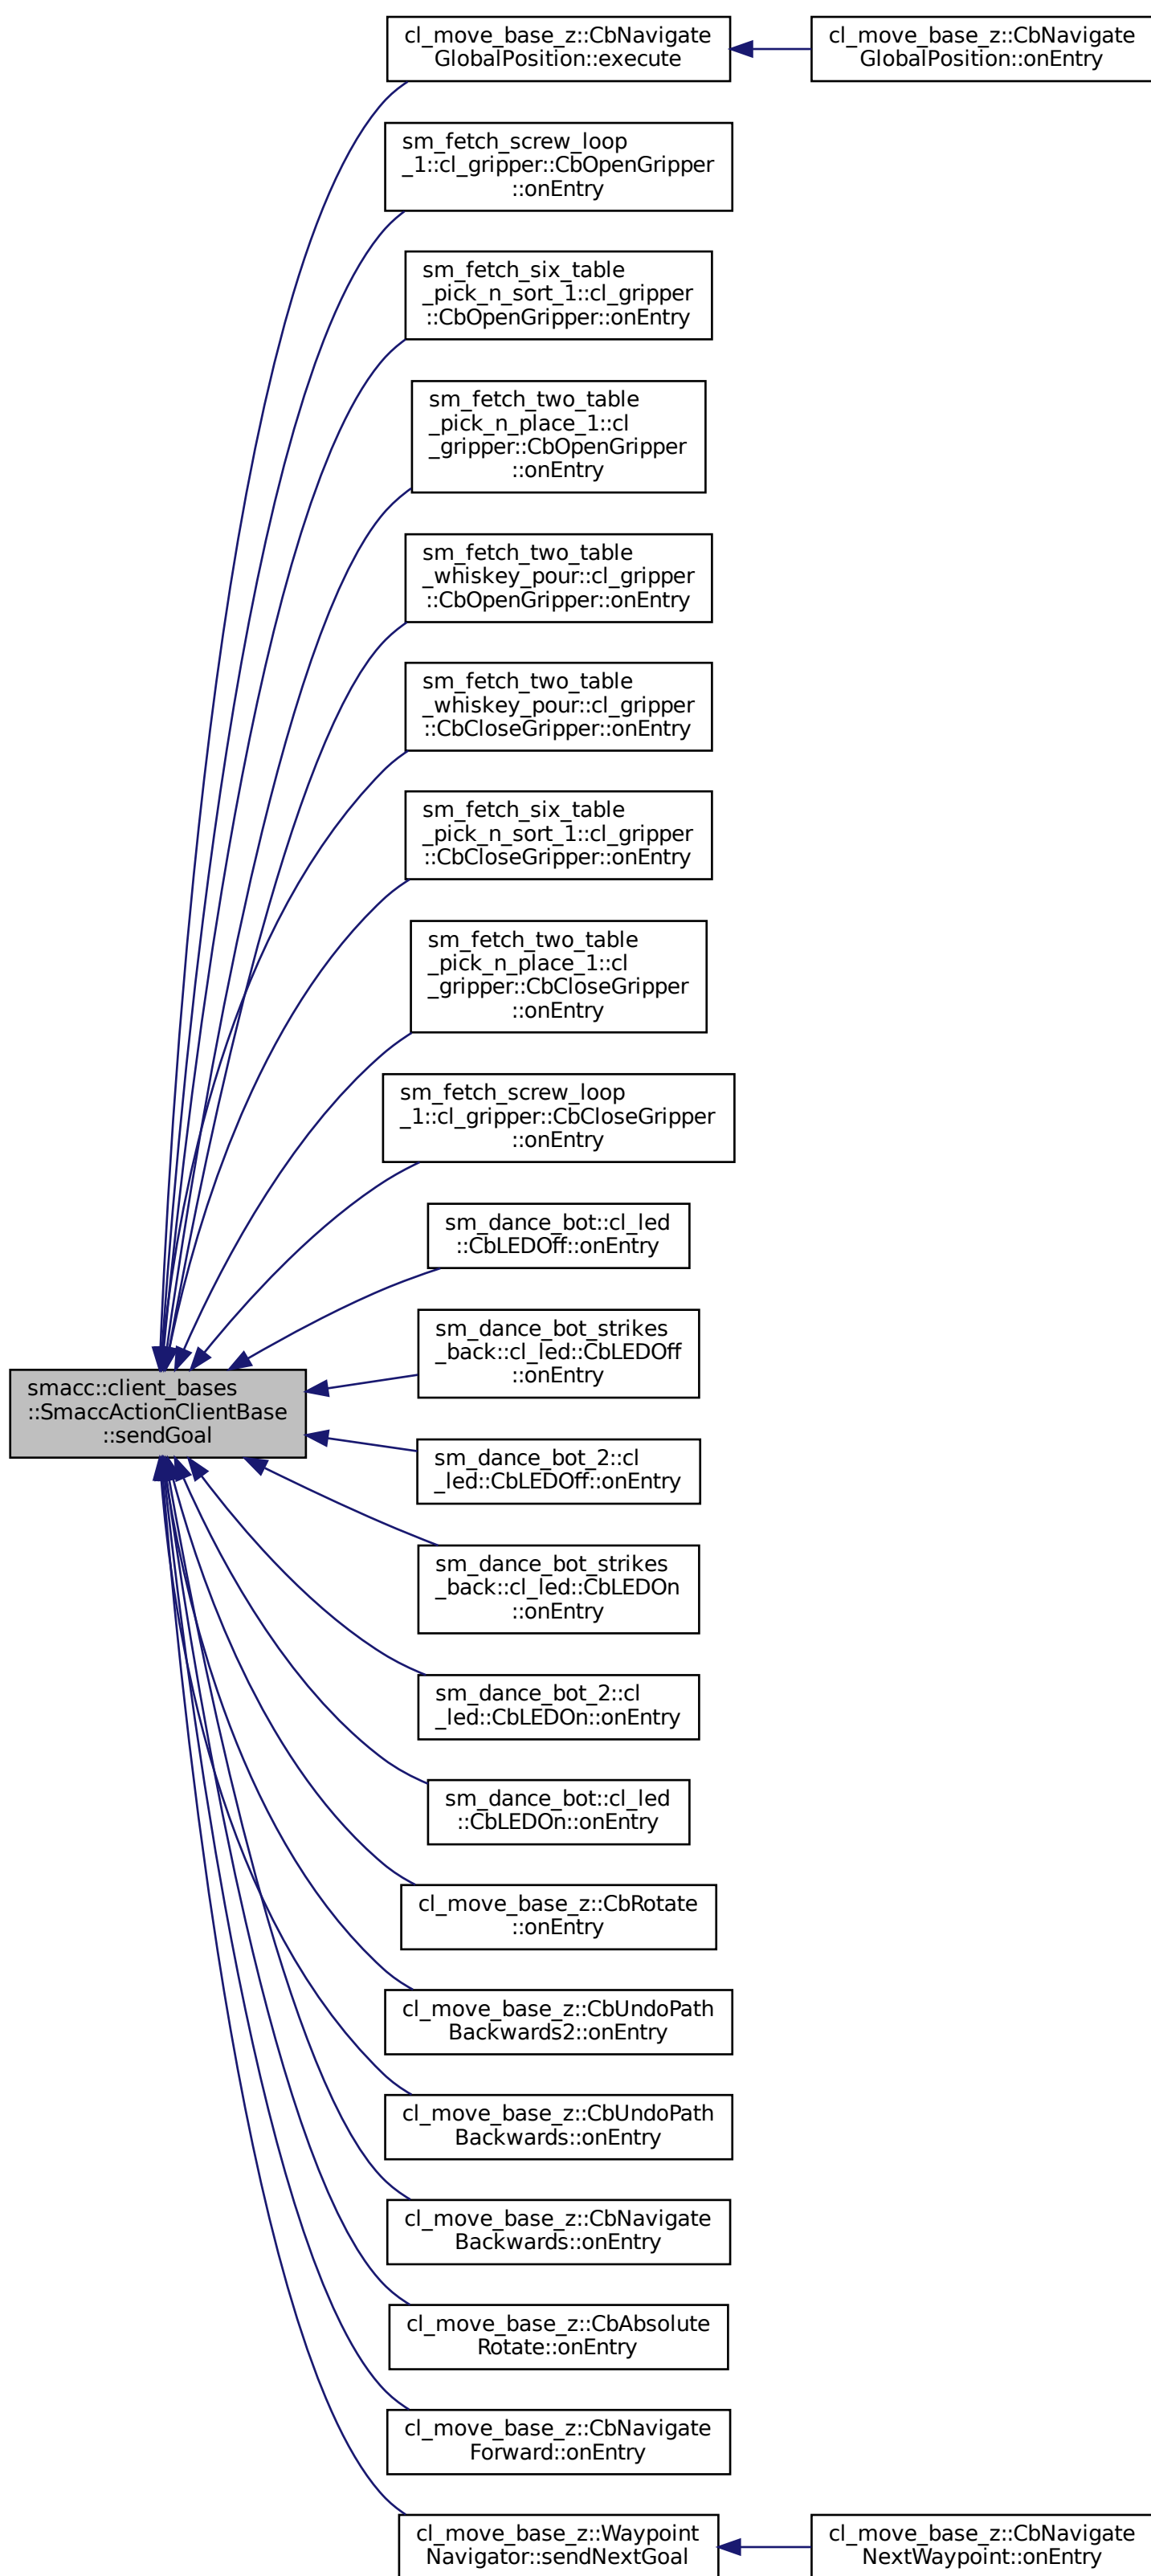 cl_move_base_z::CbNavigate
GlobalPosition::execute
cl_move_base_z::CbNavigate
GlobalPosition::onEntry
sm_fetch_screw_loop
_1::cl_gripper::CbOpenGripper
::onEntry
sm_fetch_six_table
_pick_n_sort_1::cl_gripper
::CbOpenGripper::onEntry
sm_fetch_two_table
_pick_n_place_1::cl
_gripper::CbOpenGripper
::onEntry
sm_fetch_two_table
_whiskey_pour::cl_gripper
::CbOpenGripper::onEntry
sm_fetch_two_table
_whiskey_pour::cl_gripper
::CbCloseGripper::onEntry
sm_fetch_six_table
_pick_n_sort_1::cl_gripper
::CbCloseGripper::onEntry
sm_fetch_two_table
_pick_n_place_1::cl
_gripper::CbCloseGripper
::onEntry
sm_fetch_screw_loop
_1::cl_gripper::CbCloseGripper
::onEntry
sm_dance_bot::cl_led
::CbLEDOff::onEntry
sm_dance_bot_strikes
_back::cl_led::CbLEDOff
::onEntry
smacc::client_bases
::SmaccActionClientBase
::sendGoal
sm_dance_bot_2::cl
_led::CbLEDOff::onEntry
sm_dance_bot_strikes
_back::cl_led::CbLEDOn
::onEntry
sm_dance_bot_2::cl
_led::CbLEDOn::onEntry
sm_dance_bot::cl_led
::CbLEDOn::onEntry
cl_move_base_z::CbRotate
::onEntry
cl_move_base_z::CbUndoPath
Backwards2::onEntry
cl_move_base_z::CbUndoPath
Backwards::onEntry
cl_move_base_z::CbNavigate
Backwards::onEntry
cl_move_base_z::CbAbsolute
Rotate::onEntry
cl_move_base_z::CbNavigate
Forward::onEntry
cl_move_base_z::Waypoint
Navigator::sendNextGoal
cl_move_base_z::CbNavigate
NextWaypoint::onEntry